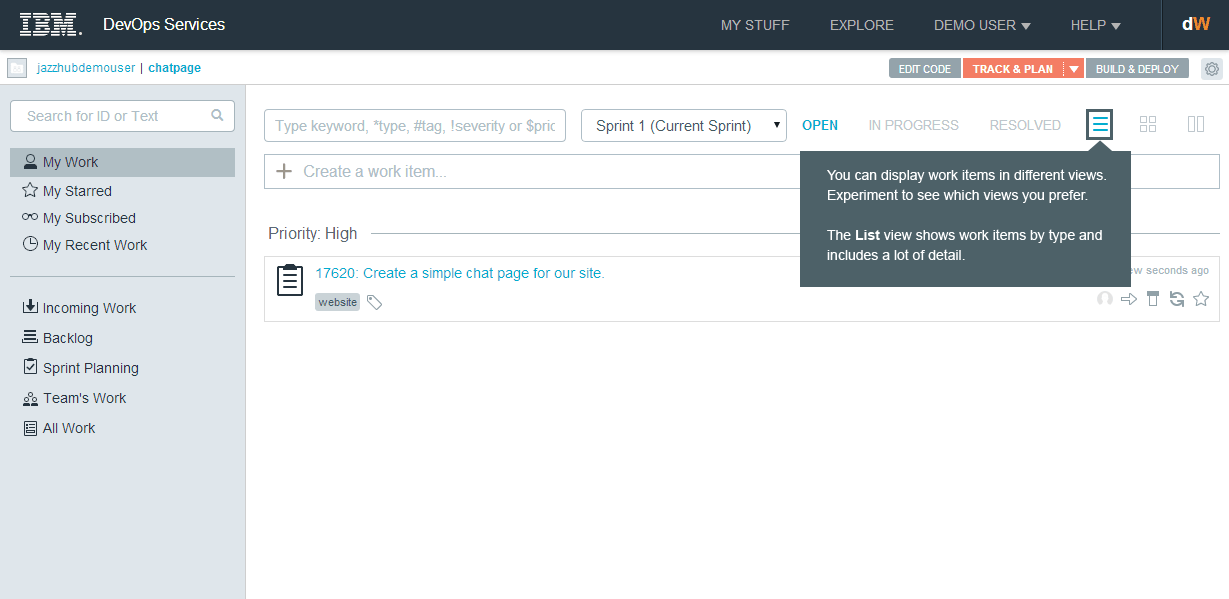 IBM. DevOps Services MY STUFF EXPLORE DEMO USER HELP dW
jazzhubdemouser | chatpage EDIT CODE TRACK & PLAN BUILD & DEPLOY
Search for ID or Text
Type keyword, *type, #tag, !severity or $pric
Sprint 1 (Current Sprint) OPEN IN PROGRESS RESOLVED
My Work
My Starred
My Subscribed
My Recent Work
Incoming Work
Backlog
Sprint Planning
Team's Work
All Work
Create a work item...
You can display work items in different views.
Experiment to see which views you prefer.
The List view shows work items by type and
includes a lot of detail.
Priority: High
17620: Create a simple chat page for our site.
seconds ago
website